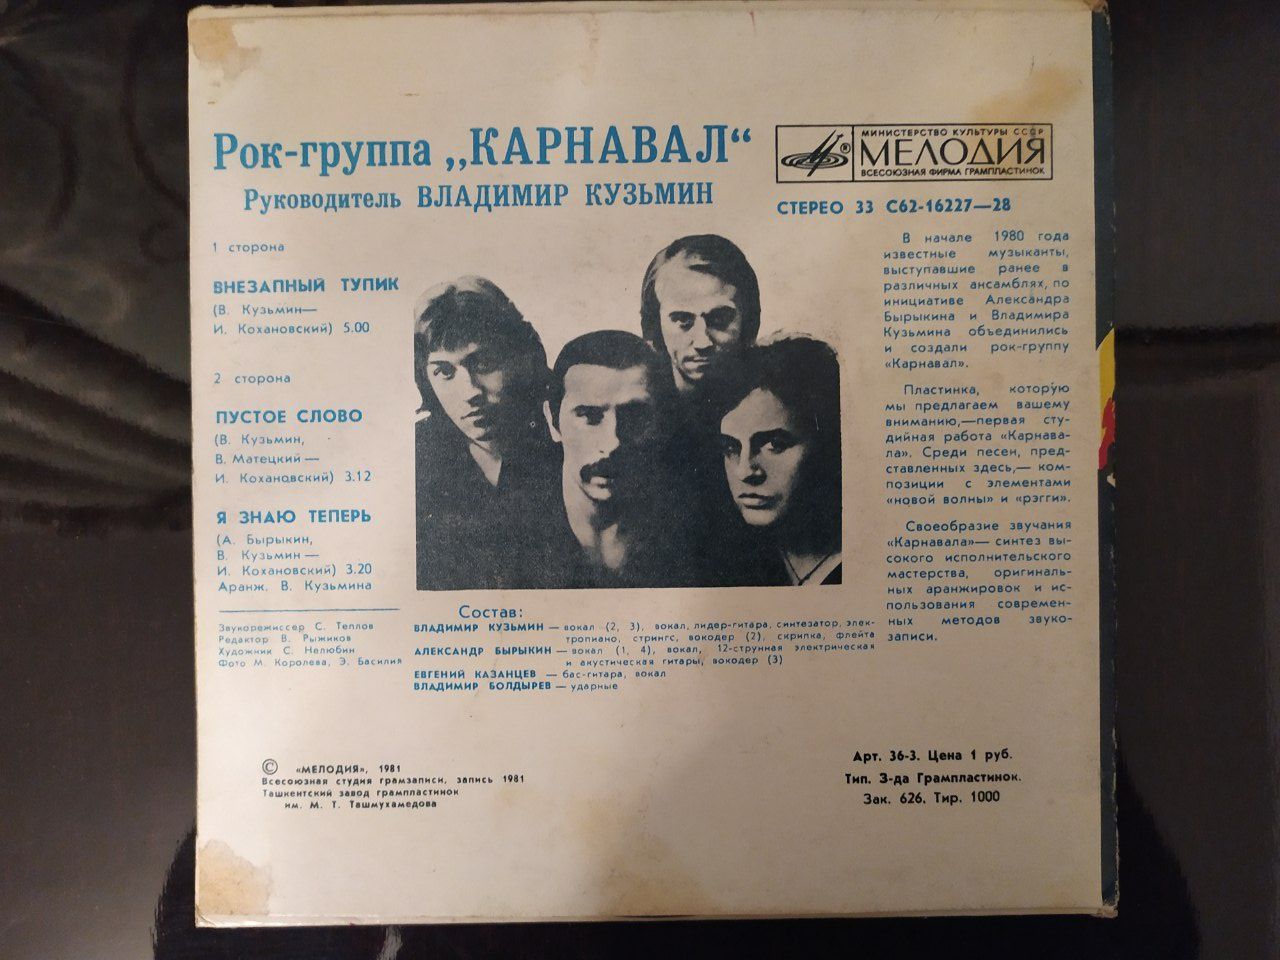 Рок-группа „КАРНАВАЛ“
Руководитель ВЛАДИМИР КУЗЬМИН
МИНИСТЕРСТВО КУЛЬТУРЫ СССР
МЕЛОДИЯ
ВСЕСОЮЗНАЯ ФИРМА ГРАМПЛАСТИНОК
СТЕРЕО 33 С62-16227—28
1 сторона
ВНЕЗАПНЫЙ ТУПИК
(В. Кузьмин—
И. Кохановский) 5.00
2 сторона
ПУСТОЕ СЛОВО
(В. Кузьмин,
В. Матецкий—
И. Кохановский) 3.12
Я ЗНАЮ ТЕПЕРЬ
(А. Бырыкин,
В. Кузьмин—
И. Кохановский) 3.20
Аранж. В. Кузьмина
Звукорежиссер С. Теплов
Редактор В. Рыжиков
Художник С. Нелюбин
Фото М. Королева, Э. Басилия
В начале 1980 года
известные музыканты,
выступавшие ранее в
различных ансамблях, по
инициативе Александра
Бырыкина и Владимира
Кузьмина объединились
и создали рок-группу
«Карнавал».
Пластинка, которую
мы предлагаем вашему
вниманию,—первая сту-
дийная работа «Карнава-
ла». Среди песен, пред-
ставленных здесь,— ком-
позиции с элементами
«новой волны» и «рэгги».
Своеобразие звучания
«Карнавала»— синтез вы-
сокого исполнительского
мастерства, оригиналь-
ных аранжировок и ис-
пользования современ-
ных методов звуко-
записи.
Состав:
ВЛАДИМИР КУЗЬМИН — вокал (2, 3), вокал, лидер-гитара, синтезатор, элек-
тропиано, стрингс, вокодер (2), скрипка, флейта
АЛЕКСАНДР БЫРЫКИН — вокал (1, 4), вокал, 12-струнная электрическая
и акустическая гитары, вокодер (3)
ЕВГЕНИЙ КАЗАНЦЕВ — бас-гитара, вокал
ВЛАДИМИР БОЛДЫРЕВ — ударные
© «МЕЛОДИЯ», 1981
Всесоюзная студия грамзаписи, запись 1981
Ташкентский завод грампластинок
им. М. Т. Ташмухамедова
Арт. 36-3. Цена 1 руб.
Тип. З-да Грампластинок.
Зак. 626. Тир. 1000